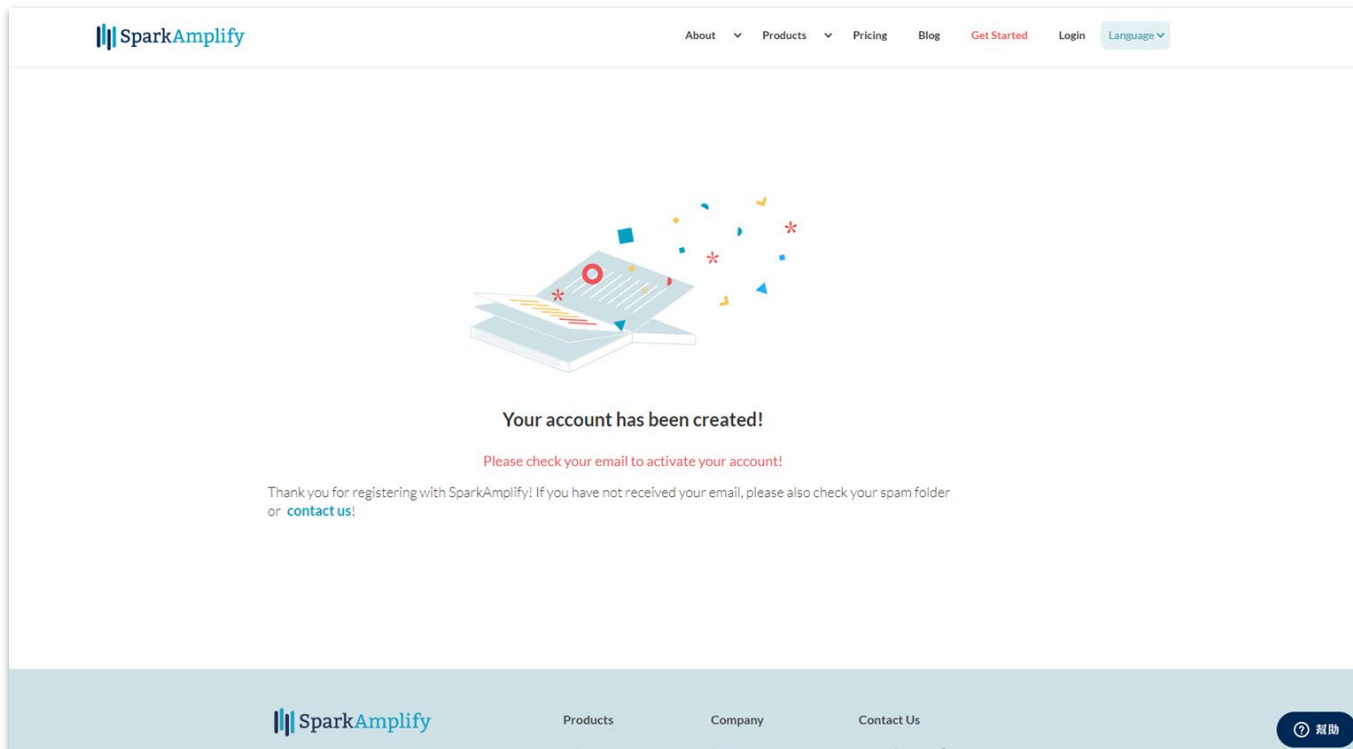 SparkAmplify
About Products Pricing Blog Get Started Login Language
Your account has been created!
Please check your email to activate your account!
Thank you for registering with SparkAmplify! If you have not received your email, please also check your spam folder
or contact us!
SparkAmplify
Products Company Contact Us
幫助